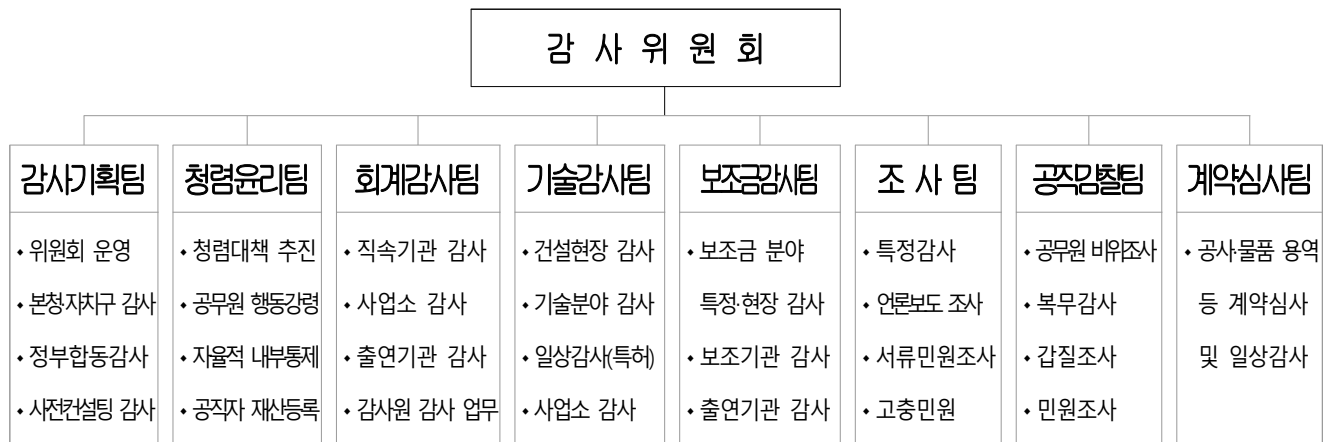 감 사 위 원 회
감사기획팀
◆ 위원회 운영
◆ 본청·자치구 감사
◆ 정부합동감사
◆ 사전컨설팅 감사
청렴윤리팀
◆ 청렴대책 추진
◆ 공무원 행동강령
◆ 자율적 내부통제
◆ 공직자 재산등록
회계감사팀
◆ 직속기관 감사
◆ 사업소 감사
◆ 출연기관 감사
◆ 감사원 감사 업무
기술감사팀
◆ 건설현장 감사
◆ 기술분야 감사
◆ 일상감사(특허)
◆ 사업소 감사
보조금감사팀
◆ 보조금 분야
특정·현장 감사
◆ 보조기관 감사
◆ 출연기관 감사
조 사 팀
◆ 특정감사
◆ 언론보도 조사
◆ 서류민원조사
◆ 고충민원
공직감찰팀
◆ 공무원 비위조사
◆ 복무감사
◆ 갑질조사
◆ 민원조사
계약심사팀
◆ 공사·물품 용역
등 계약심사
및 일상감사